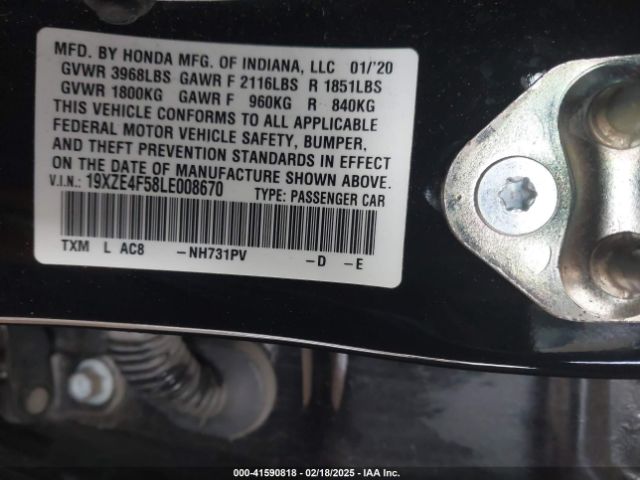 MFD. BY HONDA MFG. OF INDIANA, LLC 01/'20
GVWR 3968LBS GAWR F 2116LBS R 1851LBS
GVWR 1800KG GAWR F 960KG R 840KG
THIS VEHICLE CONFORMS TO ALL APPLICABLE
FEDERAL MOTOR VEHICLE SAFETY, BUMPER,
AND THEFT PREVENTION STANDARDS IN EFFECT
ON THE DATE OF MANUFACTURE SHOWN ABOVE.
V.I.N.: 19XZE4F58LE008670 TYPE: PASSENGER CAR
TXM L AC8 -NH731PV -D -E
000-41590818 - 02/18/2025 - IAA Inc.